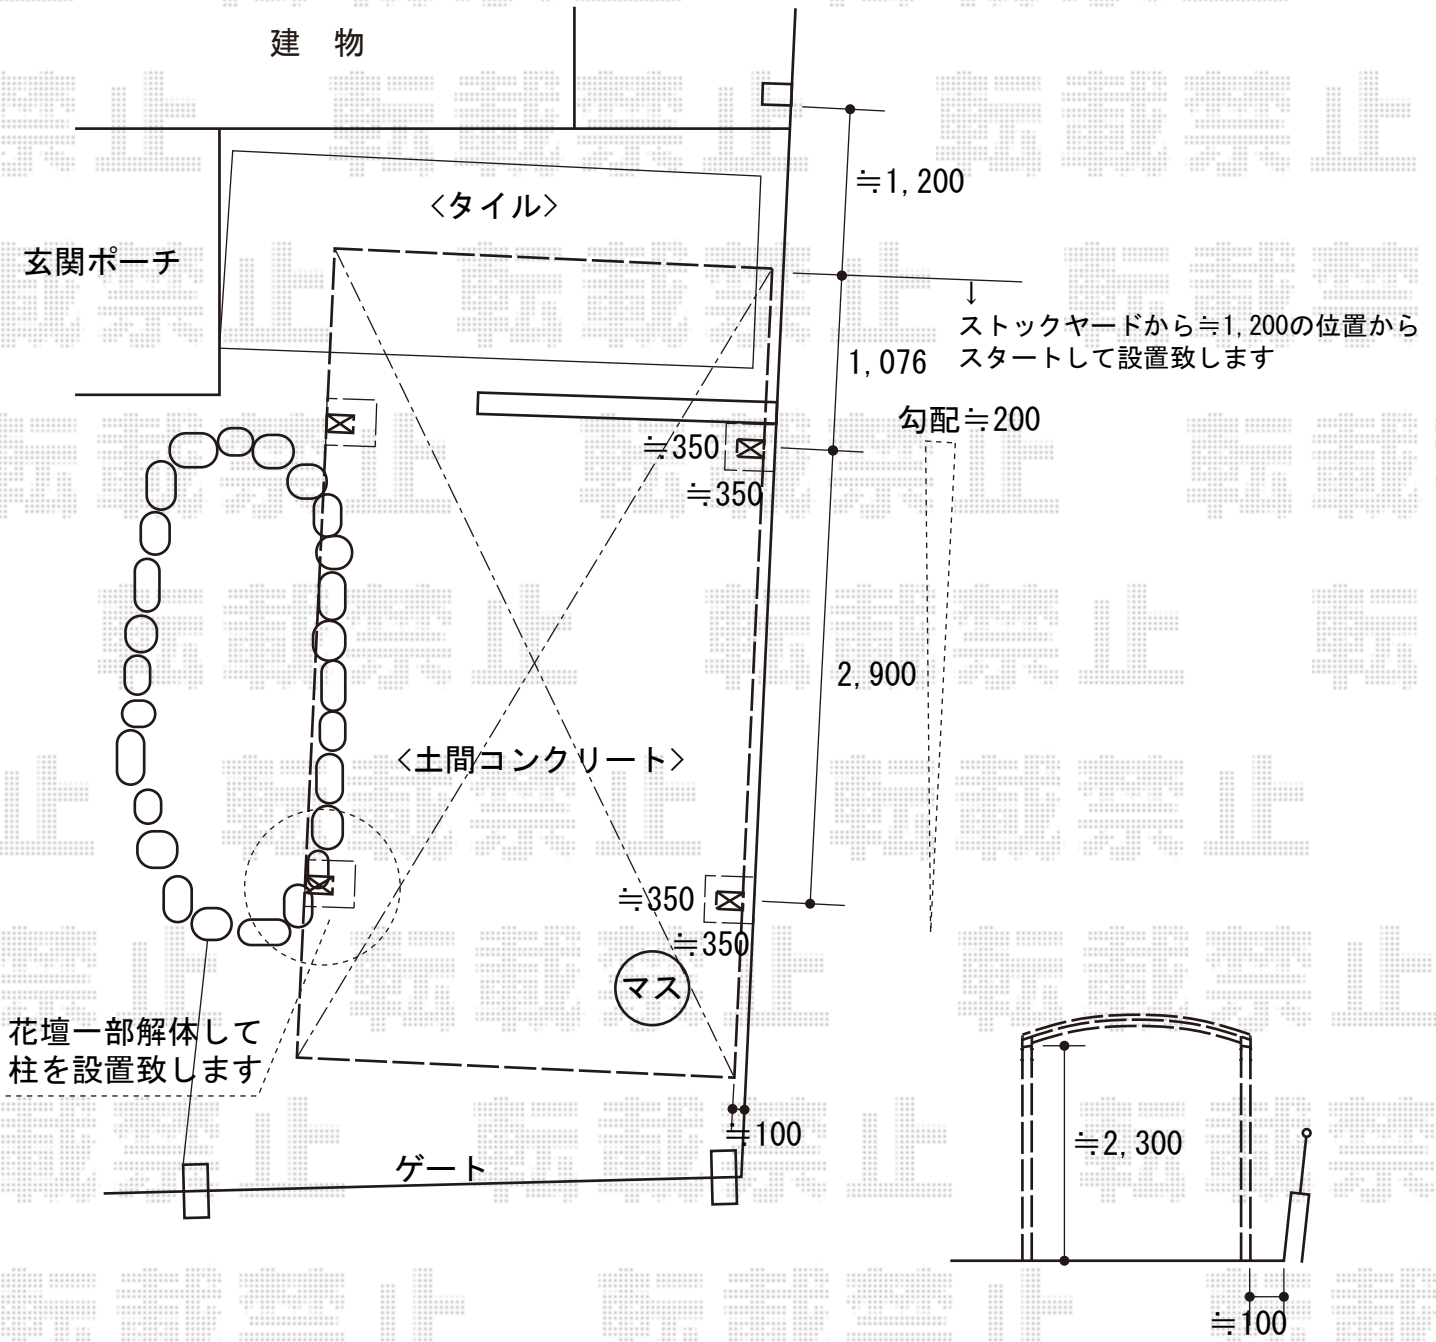 建　物
≒1,200
<タイル>
玄関ポーチ
↓
ストックヤードから≒1,200の位置から
スタートして設置致します
1,076
勾配≒200
≒350
≒350
2,900
<土間コンクリート>
≒350
≒350
マス
花壇一部解体して
柱を設置致します
≒100
ゲート
≒2,300
≒100
転載禁止